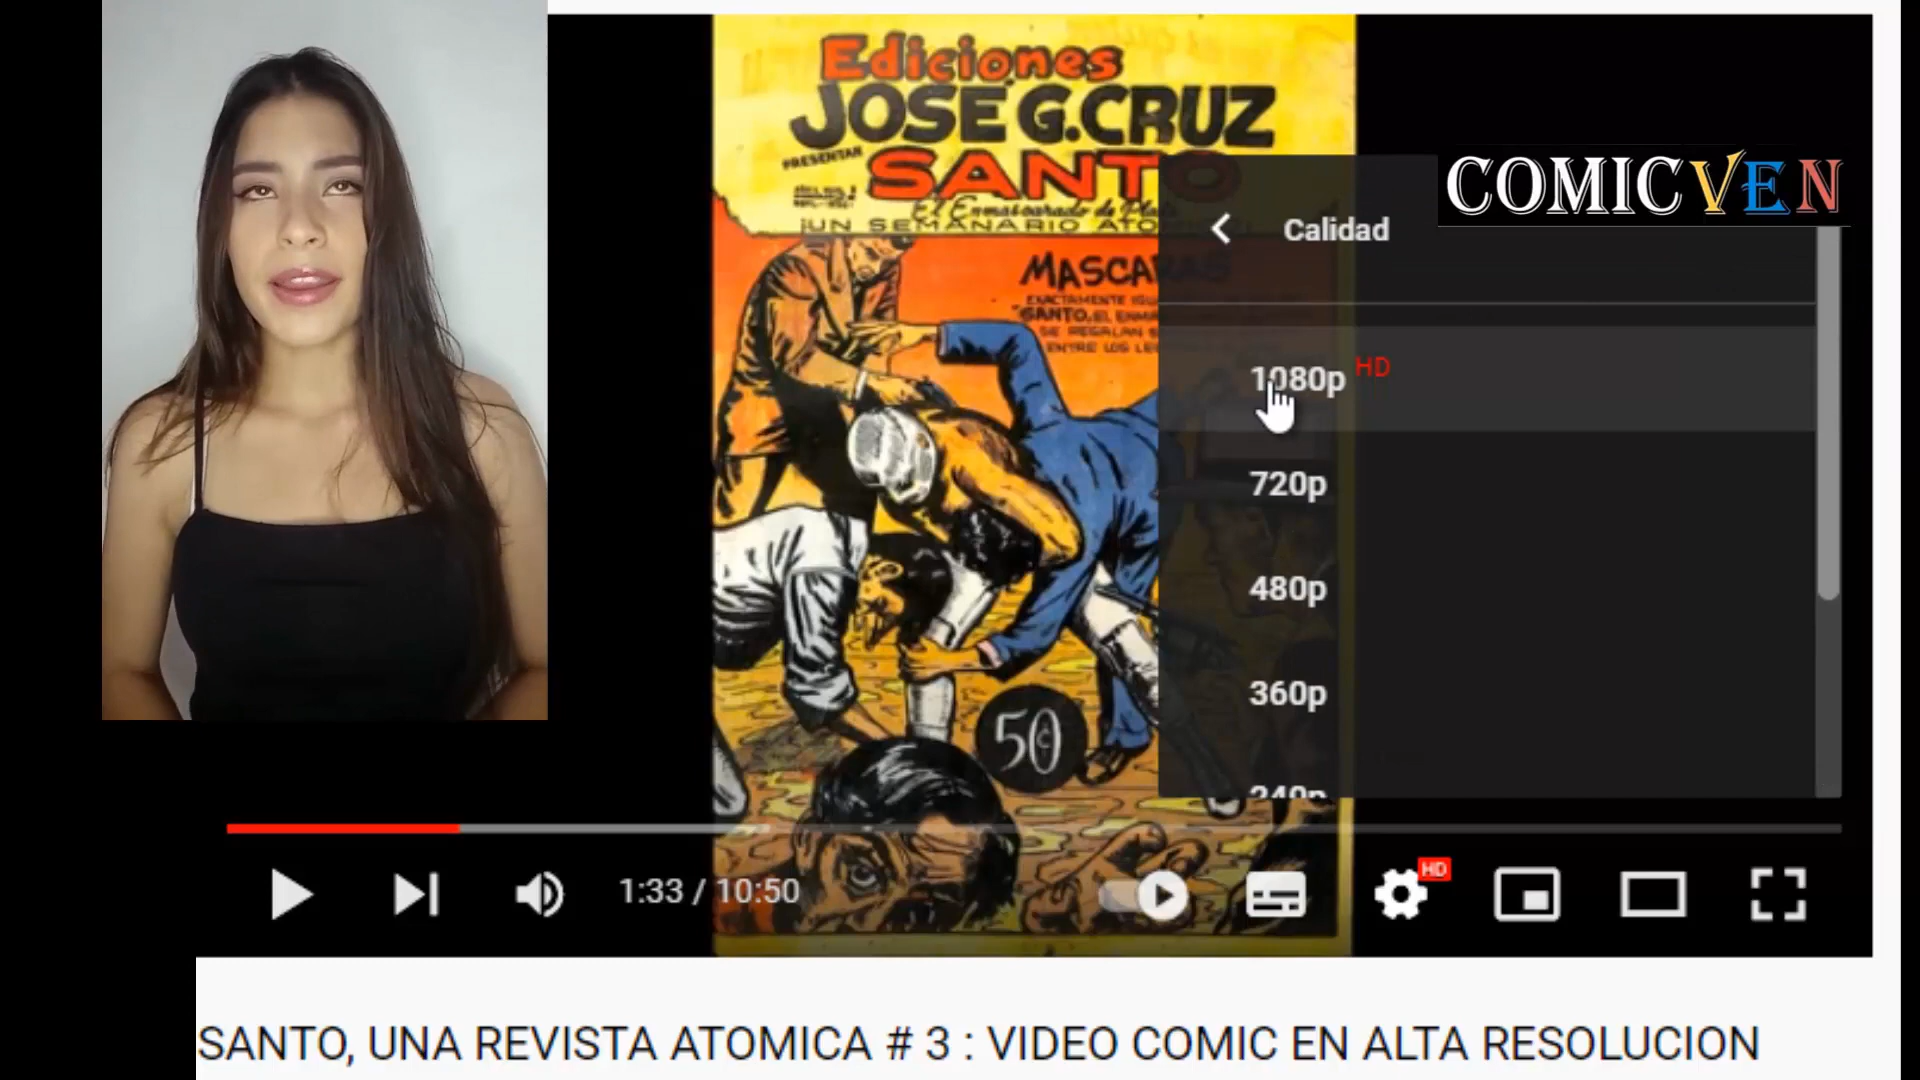 Ediciones
JOSE G. CRUZ
PRESENTAN
SANTO
El Enmascarado de Plata
¡UN SEMANARIO
MASCARAS
EXACTAMENTE
"SANTO, EL
SE REGALAN
ENTRE LOS
50¢
COMICVEN
Calidad
1080p HD
720p
480p
360p
240p
1:33 / 10:50
HD
SANTO, UNA REVISTA ATOMICA # 3 : VIDEO COMIC EN ALTA RESOLUCION